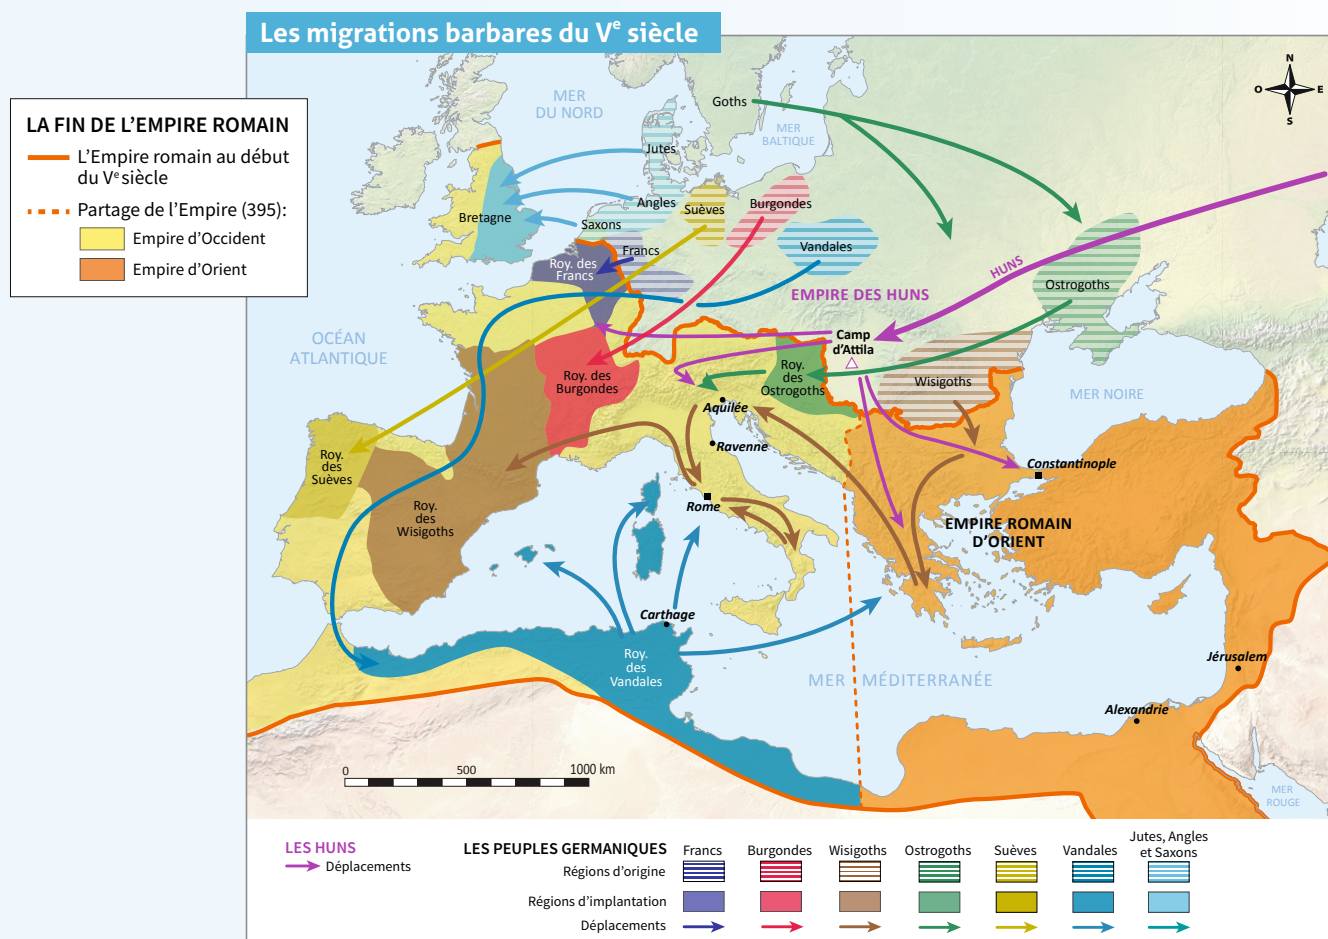 Les migrations barbares du Ve siècle
LA FIN DE L'EMPIRE ROMAIN
L'Empire romain au début
du Ve siècle
Partage de l'Empire (395):
Empire d'Occident
Empire d'Orient
N
O
E
S
MER
DU NORD
Goths
MER
BALTIQUE
Jutes
Angles
Suèves
Burgondes
Bretagne
Saxons
Francs
Vandales
Roy. des
Francs
HUNS
Ostrogoths
EMPIRE DES HUNS
OCÉAN
ATLANTIQUE
Camp
d'Attila
Roy. des
Burgondes
Roy.
des
Ostrogoths
Wisigoths
MER NOIRE
Aquilée
Ravenne
Roy.
des
Suèves
Constantinople
Rome
Roy.
des
Wisigoths
EMPIRE ROMAIN
D'ORIENT
Carthage
Roy.
des
Vandales
MER MÉDITERRANÉE
Jérusalem
Alexandrie
0 500 1000 km
MER
ROUGE
LES HUNS
Déplacements
LES PEUPLES GERMANIQUES
Francs
Burgondes
Wisigoths
Ostrogoths
Suèves
Vandales
Jutes, Angles
et Saxons
Régions d'origine
Régions d'implantation
Déplacements